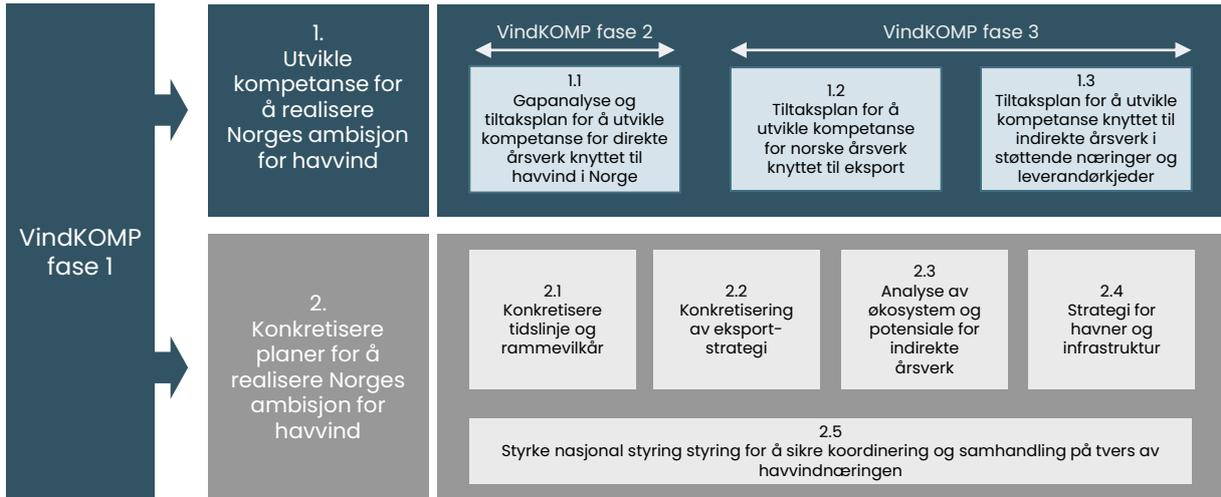 VindKOMP
fase 1
1.
Utvikle
kompetanse for
å realisere
Norges ambisjon
for havvind
VindKOMP fase 2
VindKOMP fase 3
1.1
Gapanalyse og
tiltaksplan for å utvikle
kompetanse for direkte
årsverk knyttet til
havvind i Norge
1.2
Tiltaksplan for å
utvikle kompetanse
for norske årsverk
knyttet til eksport
1.3
Tiltaksplan for å utvikle
kompetanse knyttet til
indirekte årsverk i
støttende næringer og
leverandørkjeder
2.
Konkretisere
planer for å
realisere Norges
ambisjon for
havvind
2.1
Konkretisere
tidslinje og
rammevilkår
2.2
Konkretisering
av eksport-
strategi
2.3
Analyse av
økosystem og
potensiale for
indirekte
årsverk
2.4
Strategi for
havner og
infrastruktur
2.5
Styrke nasjonal styring styring for å sikre koordinering og samhandling på tvers av
havvindnæringen